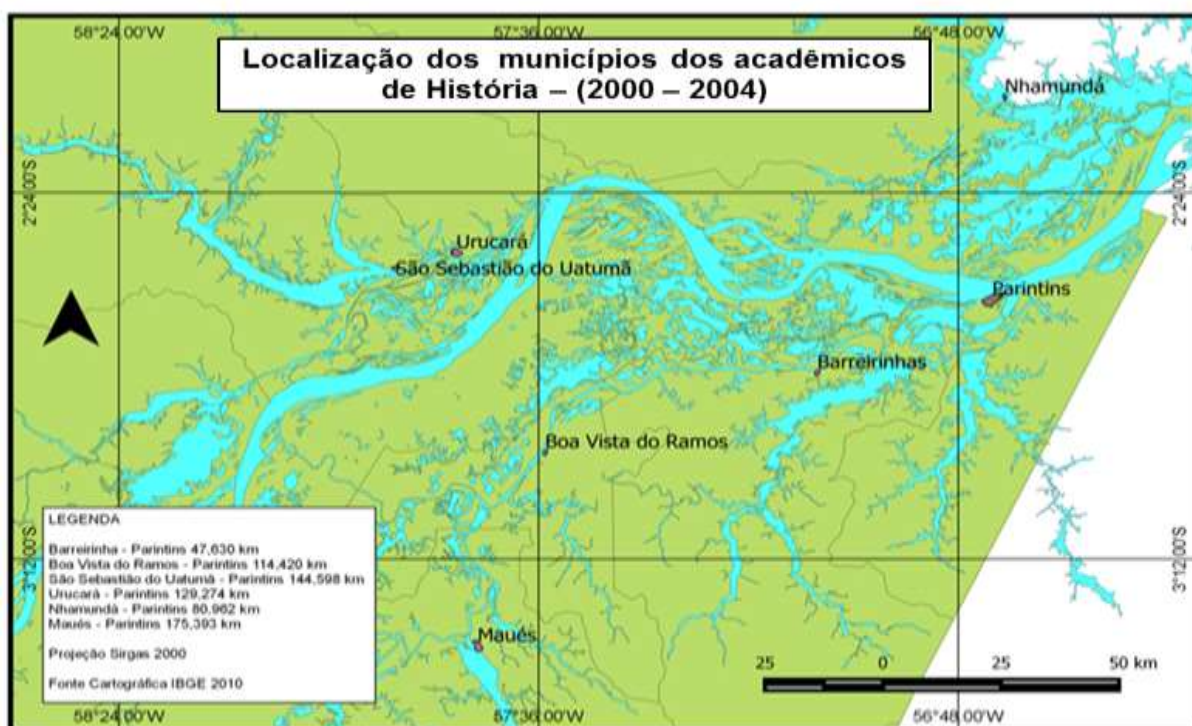 58°24.00'W
57°36.00'W
56°48.00'W
Localização dos municípios dos acadêmicos
de História – (2000 – 2004)
Nhamundá
2°24.00'S
2°24.00'S
Urucará
São Sebastião do Uatumã
Parintins
Barreirinhas
Boa Vista do Ramos
LEGENDA
Barreirinha - Parintins 47,630 km
Boa Vista do Ramos - Parintins 114,420 km
São Sebastião do Uatumã - Parintins 144,598 km
Urucará - Parintins 129,274 km
Nhamundá - Parintins 80,962 km
Maués - Parintins 175,393 km
Projeção Sirgas 2000
Fonte Cartográfica IBGE 2010
3°12.00'S
3°12.00'S
Maués
25 0 25 50 km
58°24.00'W
57°36.00'W
56°48.00'W